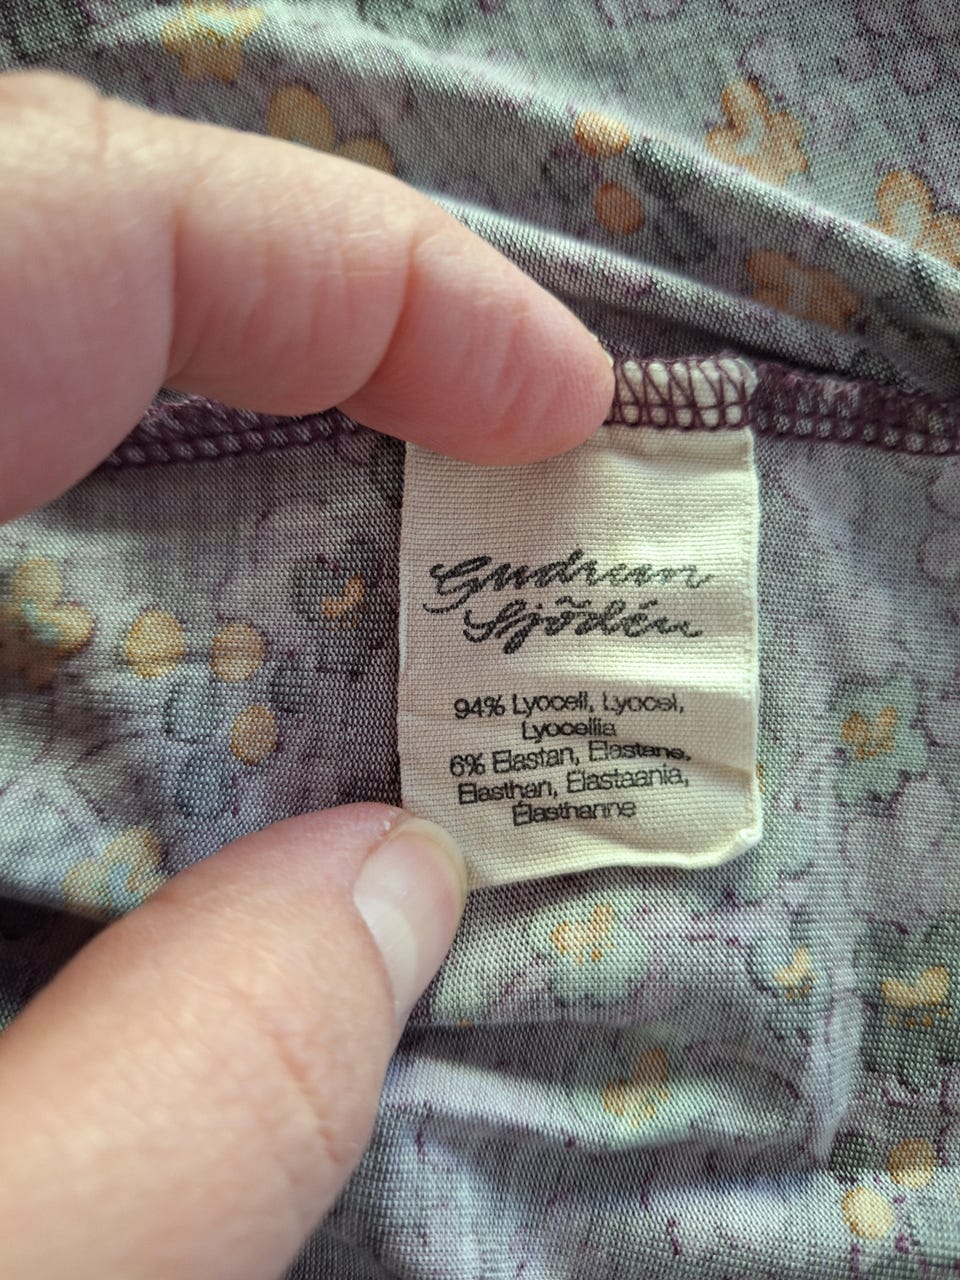 Gudrun
Sjödén
94% Lyocell, Lyocel,
Lyocellia
6% Elastan, Elastane,
Elasthan, Elastaania,
Élasthanne